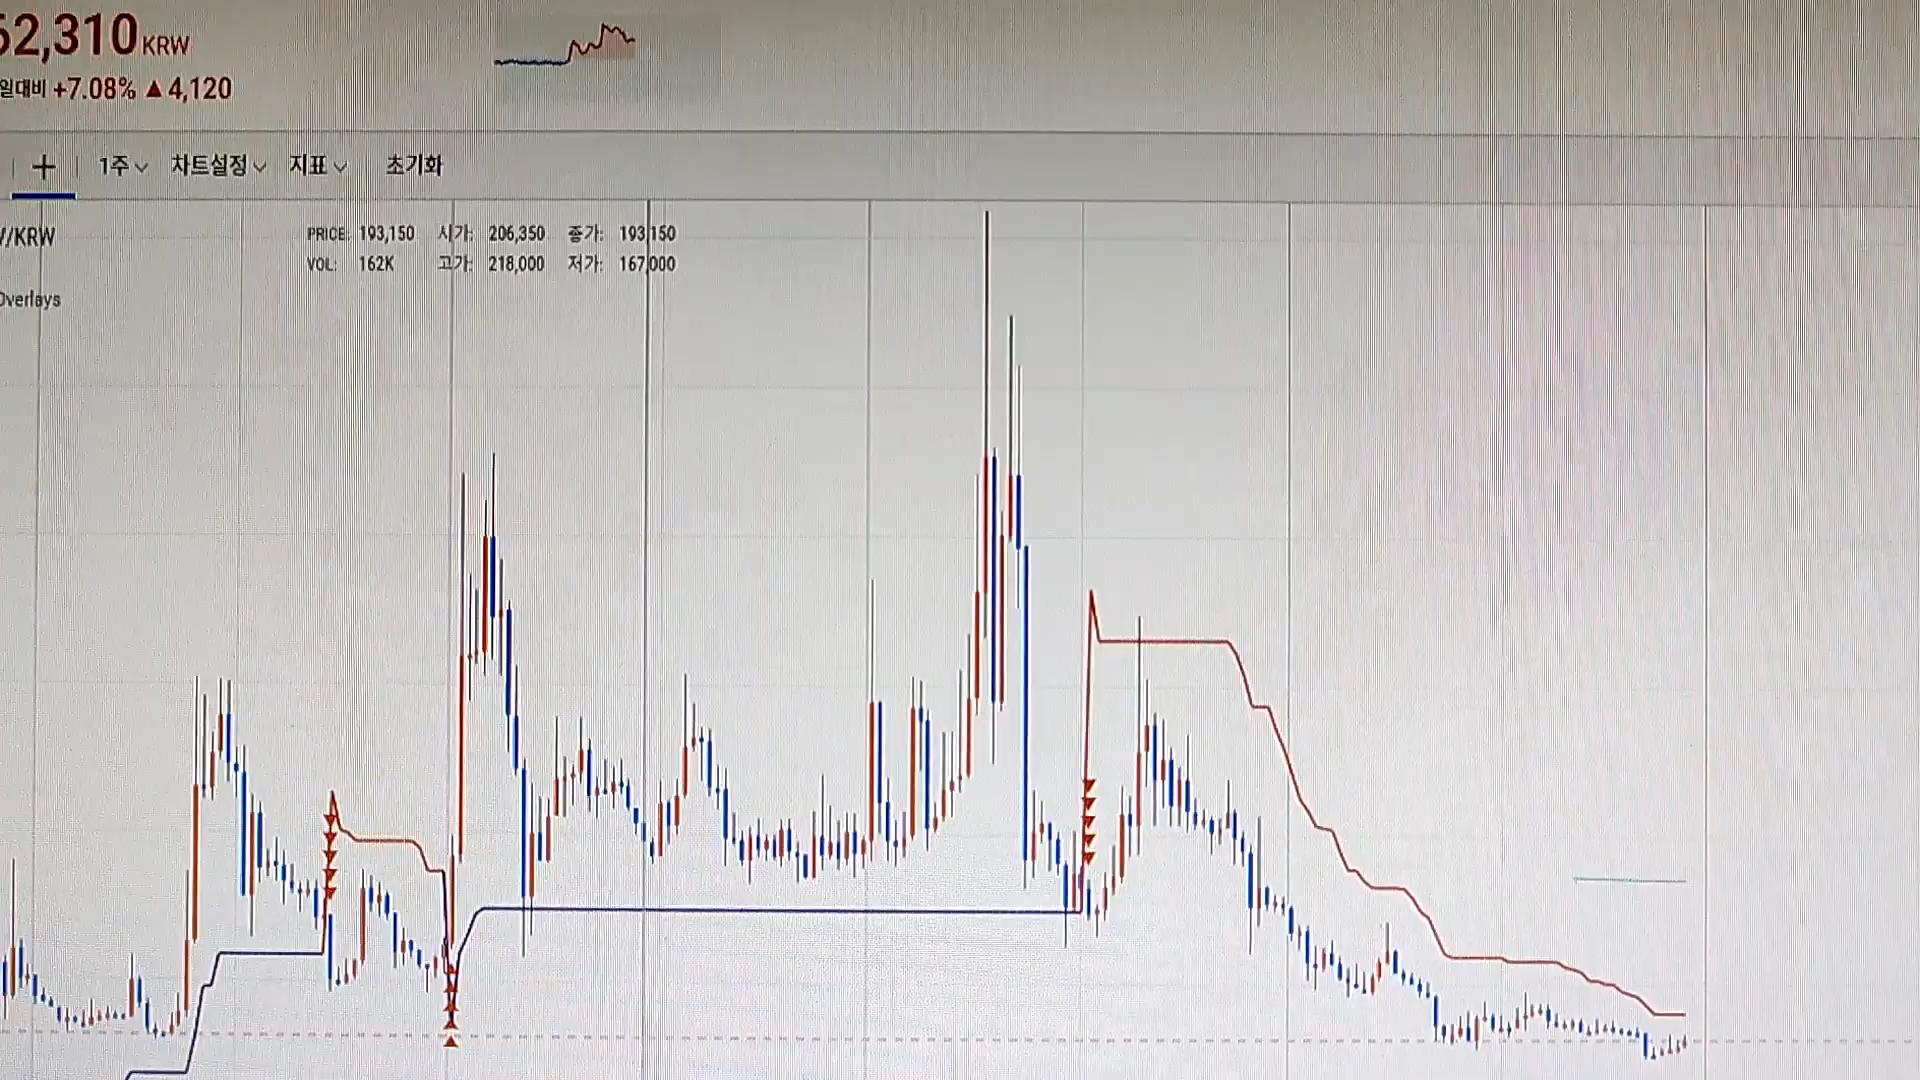 62,310 KRW
일대비 +7.08% ▲4,120
1주 차트설정 지표 초기화
/KRW
PRICE: 193,150 시가: 206,350 종가: 193,150
VOL: 162K 고가: 218,000 저가: 167,000
Overlays